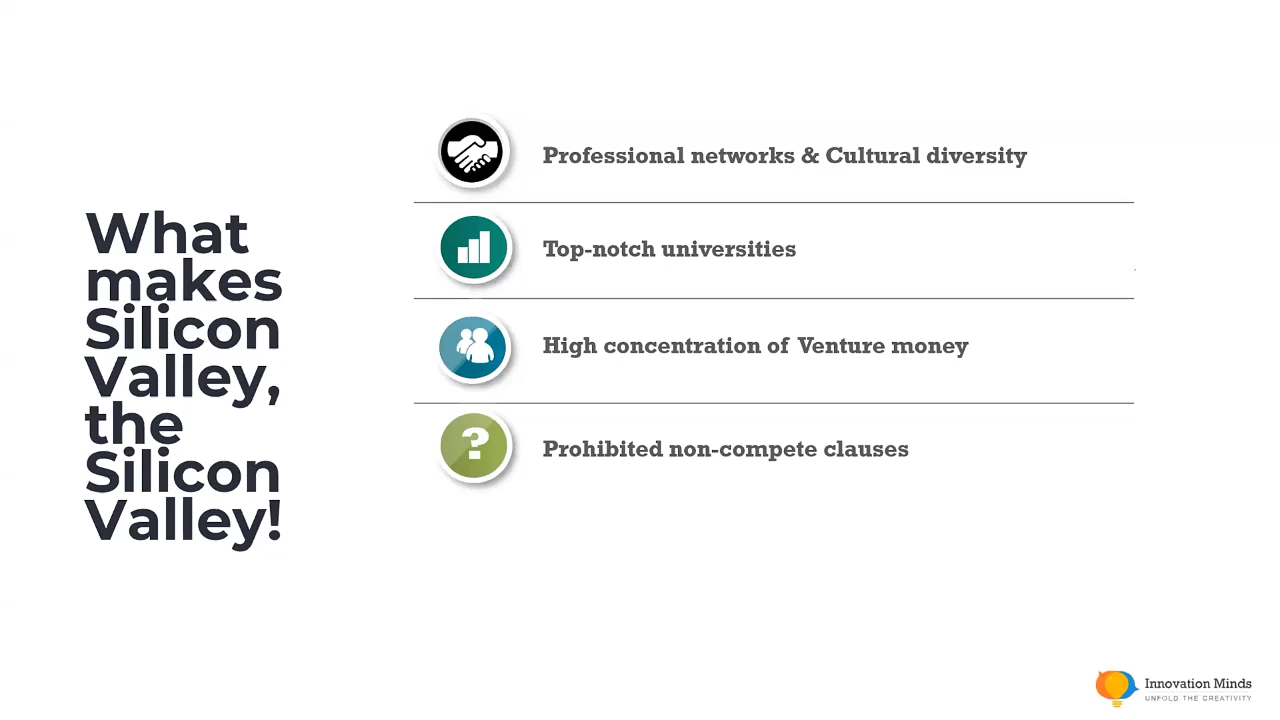 What
makes
Silicon
Valley,
the
Silicon
Valley!
Professional networks & Cultural diversity
Top-notch universities
High concentration of Venture money
?
Prohibited non-compete clauses
Innovation Minds
UNFOLD THE CREATIVITY